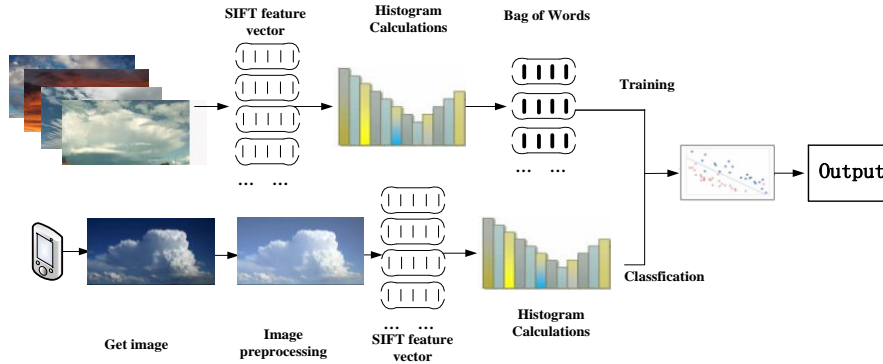 SIFT feature
vector
Histogram
Calculations
Bag of Words
Training
... ...
... ...
Output
Classfication
... ...
Get image
Image
preprocessing
SIFT feature
vector
Histogram
Calculations